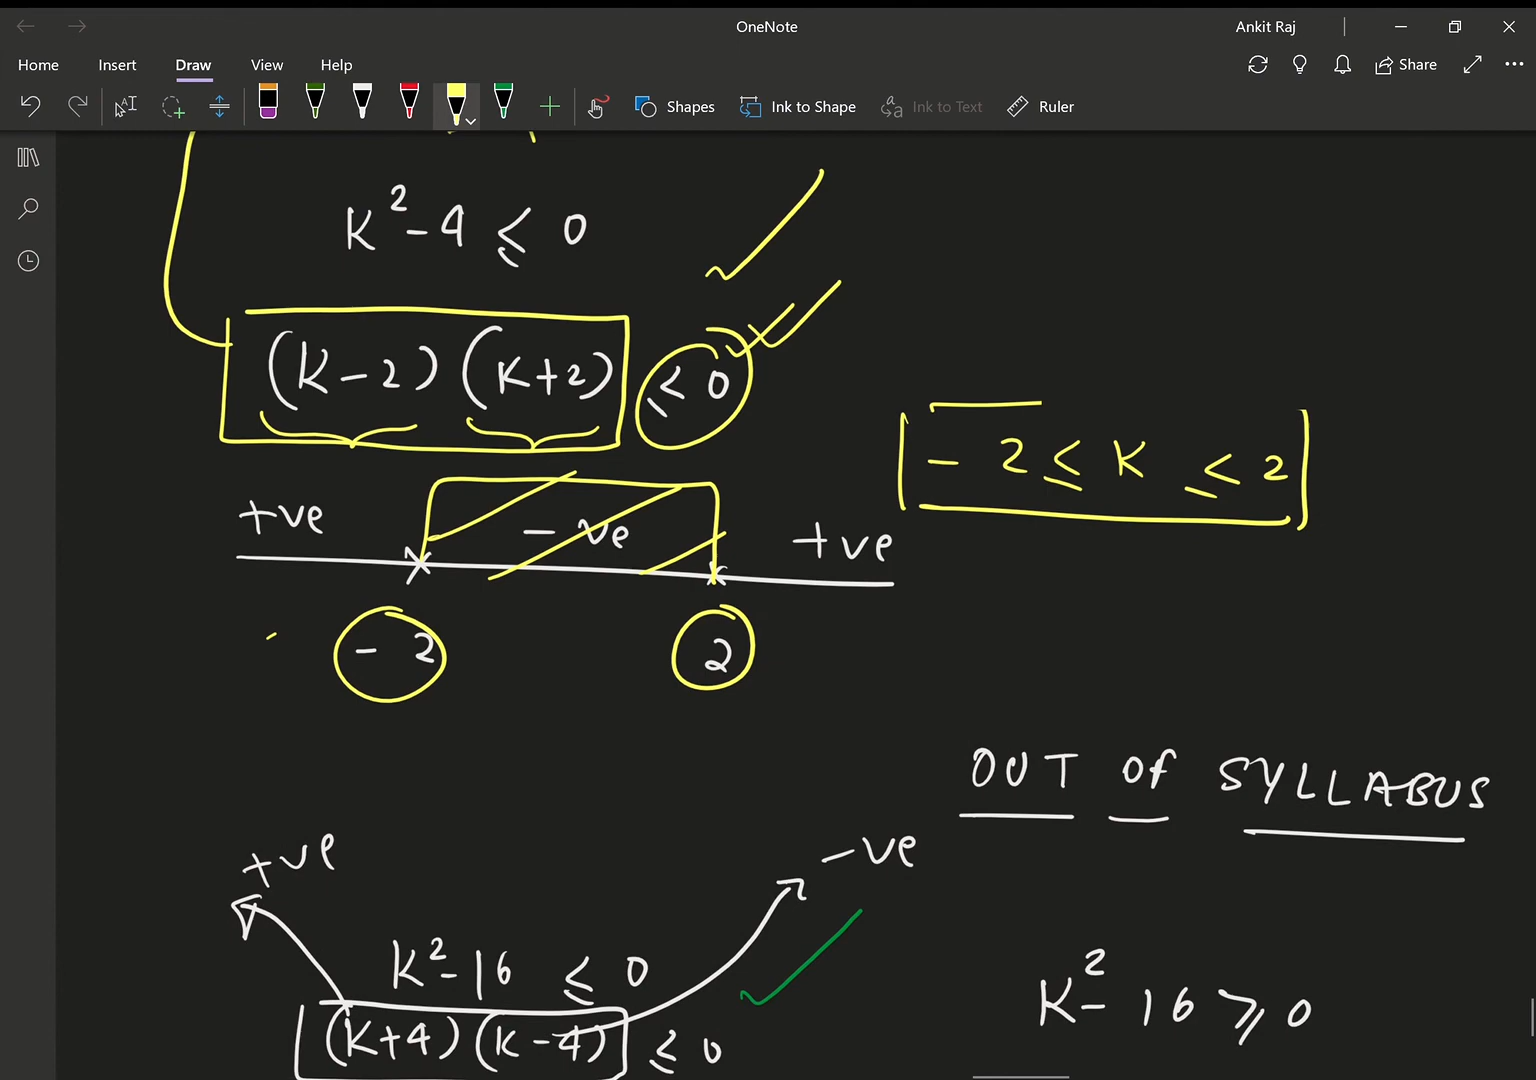 OneNote
Ankit Raj
Home Insert Draw View Help
Share
Shapes Ink to Shape Ink to Text Ruler
K² - 4 ≤ 0
(K - 2) (K + 2) ≤ 0
- 2 ≤ K ≤ 2
+ve - ve +ve
- 2 2
OUT Of SYLLABUS
+ve -ve
K² - 16 ≤ 0
(K+4) (K-4) ≤ 0
K² - 16 ⩾ 0